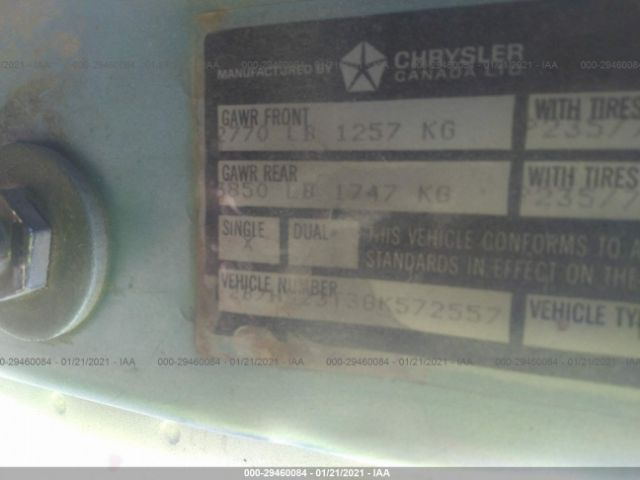 MANUFACTURED BY CHRYSLER CANADA LTD
GAWR FRONT WITH TIRES
2770 LB 1257 KG
GAWR REAR WITH TIRES
3850 LB 1747 KG
SINGLE X DUAL THIS VEHICLE CONFORMS TO
STANDARDS IN EFFECT ON THE
VEHICLE NUMBER VEHICLE
000-29460084 - 01/21/2021 - IAA